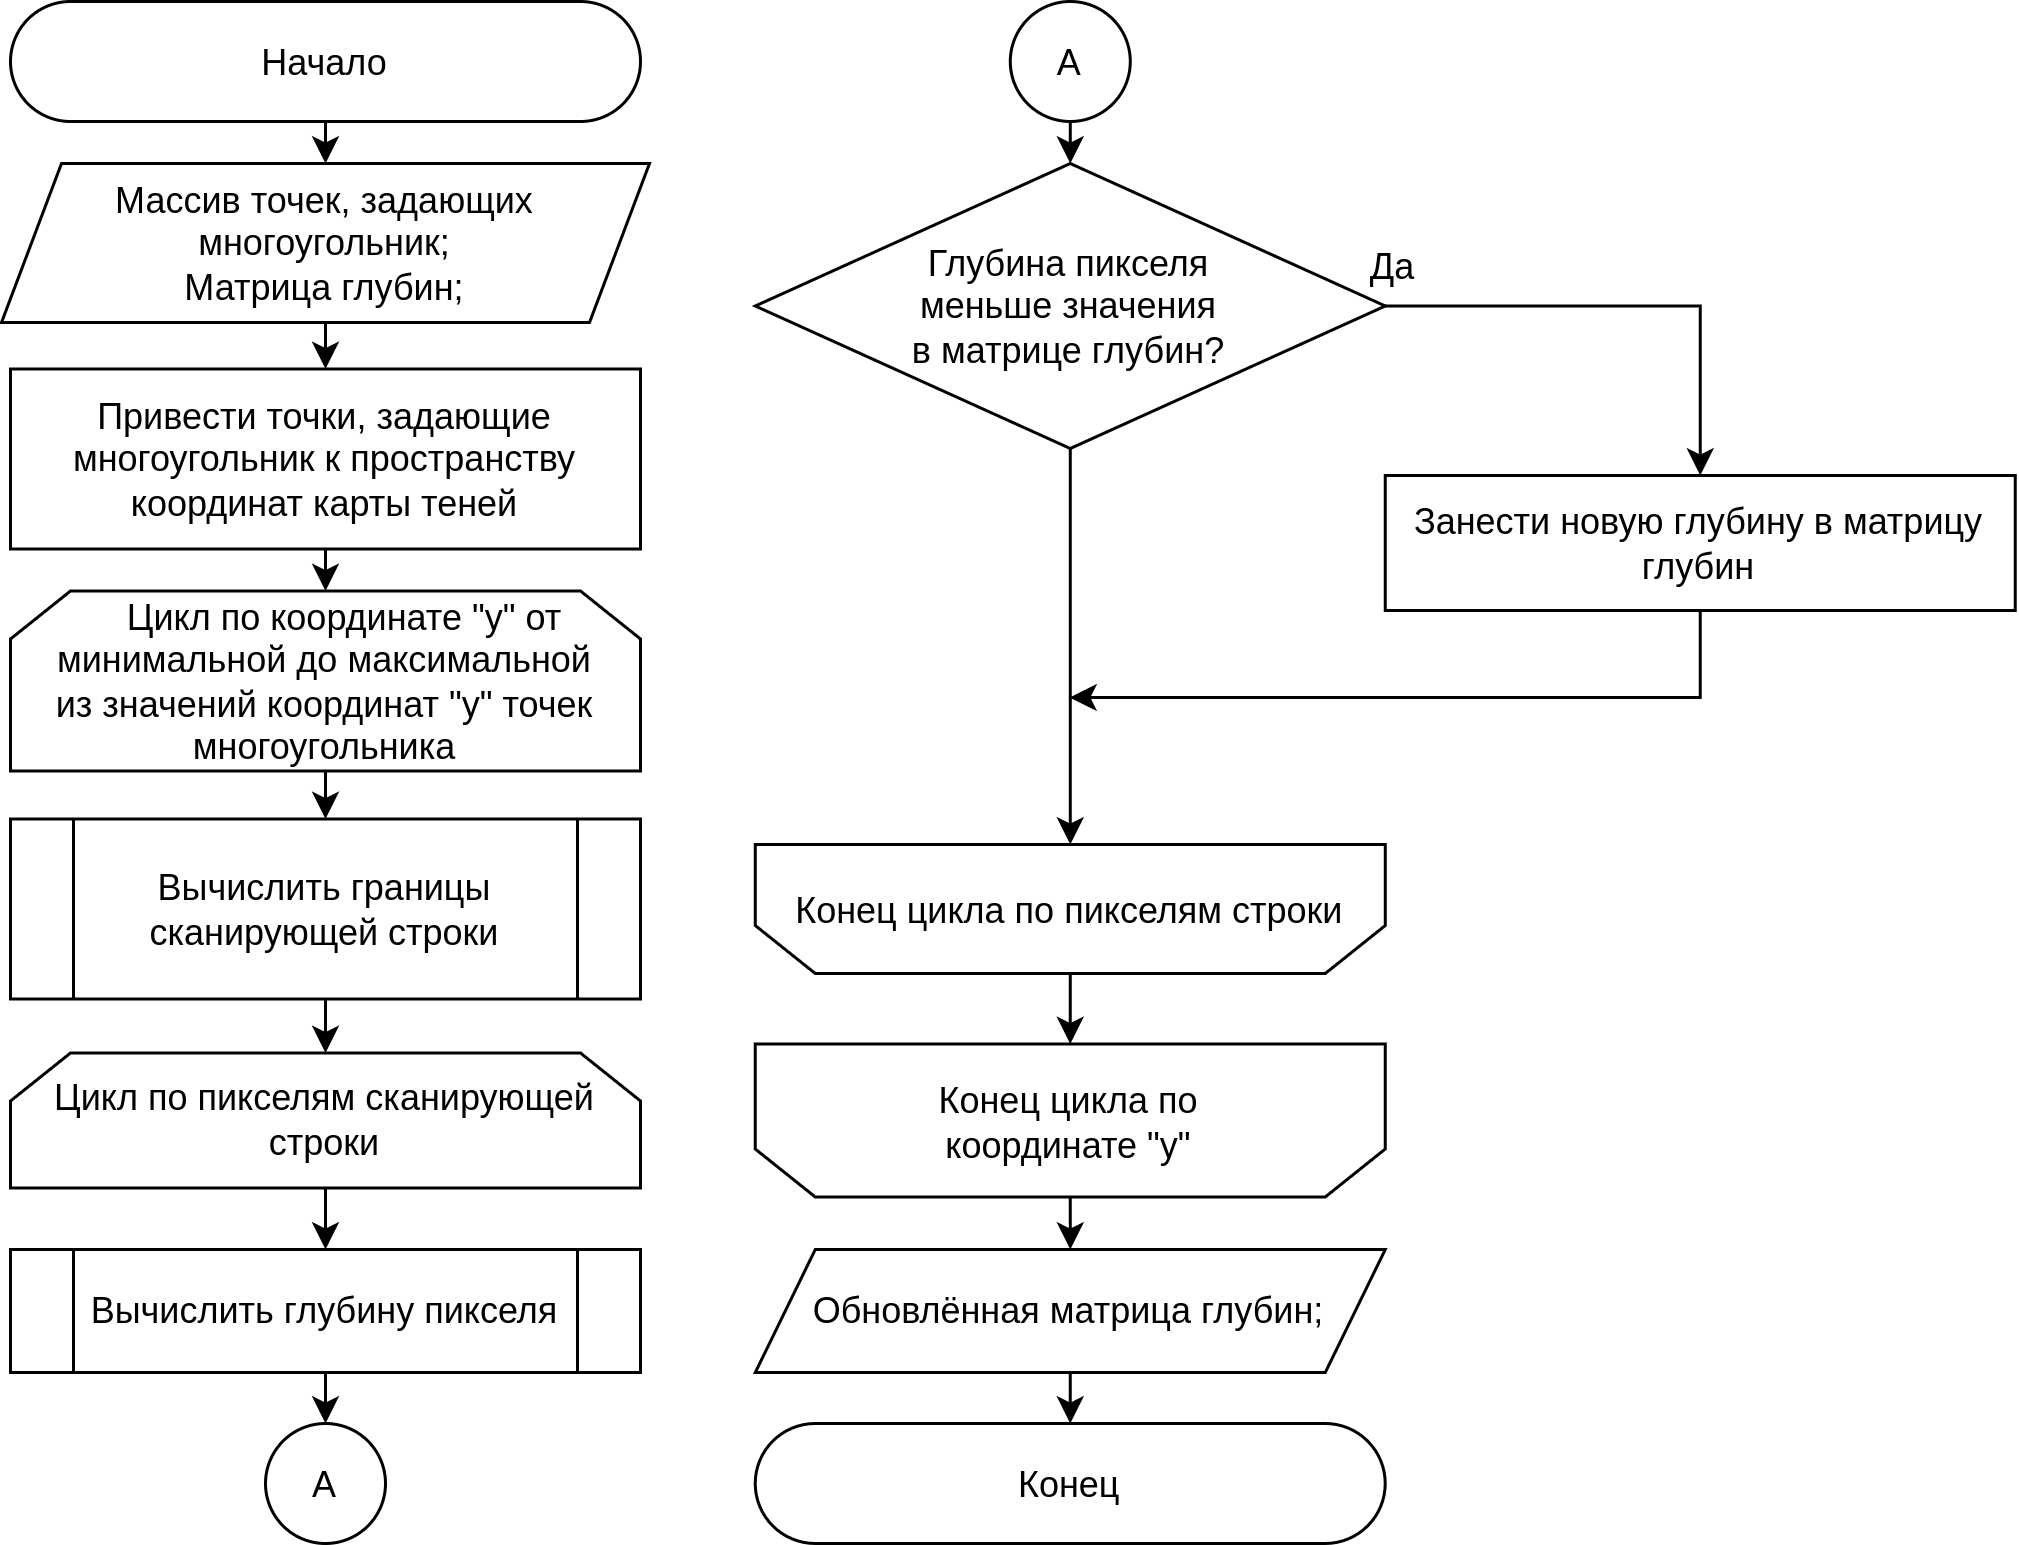 Начало
Массив точек, задающих
многоугольник;
Матрица глубин;
Привести точки, задающие
многоугольник к пространству
координат карты теней
Цикл по координате "y" от
минимальной до максимальной
из значений координат "y" точек
многоугольника
Вычислить границы
сканирующей строки
Цикл по пикселям сканирующей
строки
Вычислить глубину пикселя
А
А
Глубина пикселя
меньше значения
в матрице глубин?
Да
Занести новую глубину в матрицу
глубин
Конец цикла по пикселям строки
Конец цикла по
координате "y"
Обновлённая матрица глубин;
Конец